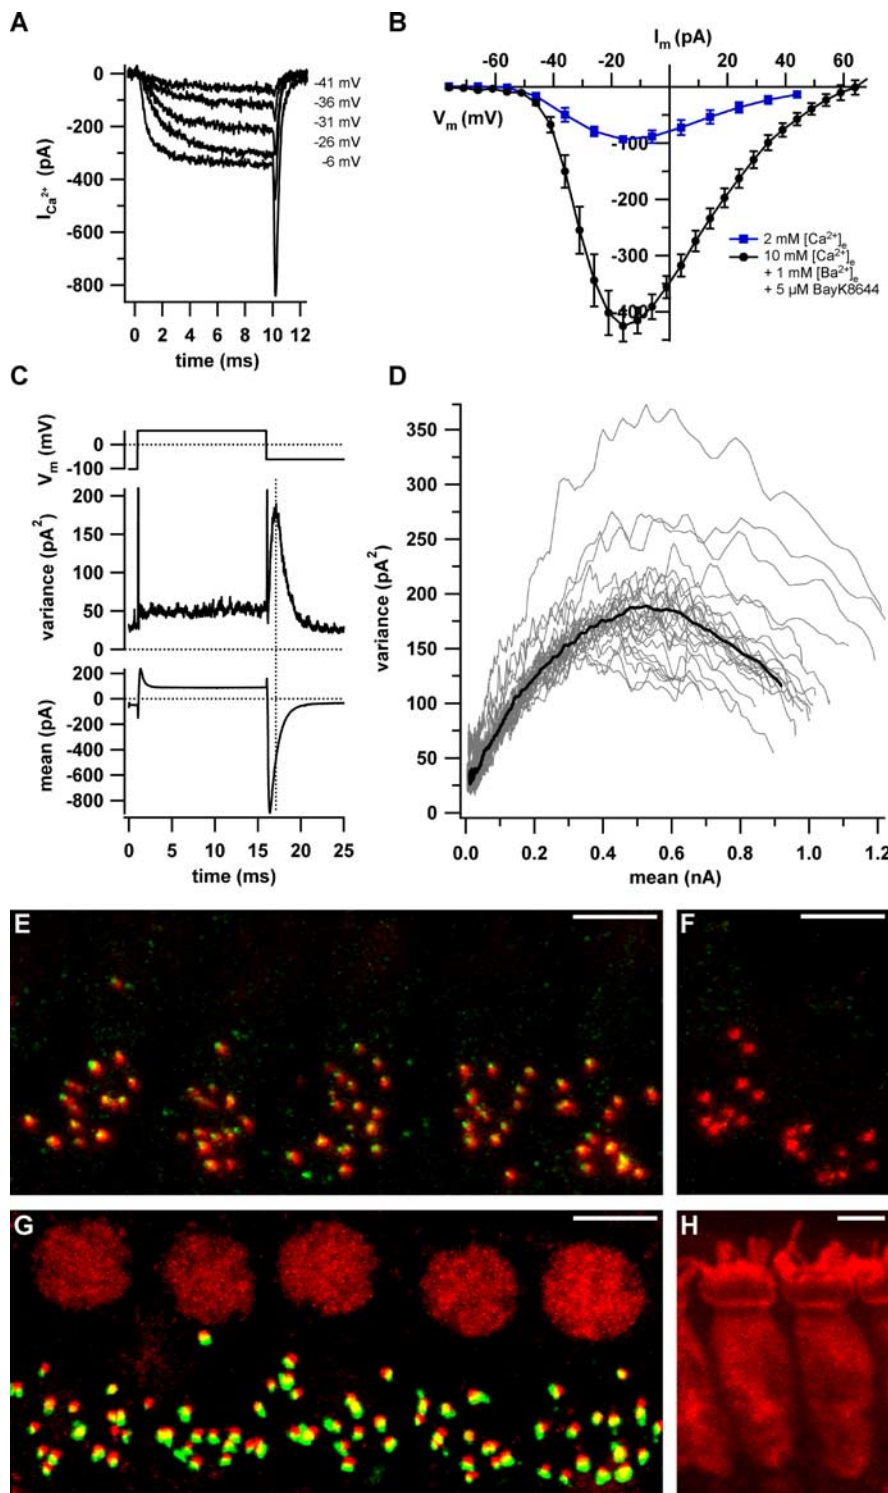 A
I_Ca²⁺ (pA)
0
-200
-400
-600
-800
-41 mV
-36 mV
-31 mV
-26 mV
-6 mV
0 2 4 6 8 10 12
time (ms)
B
I_m (pA)
-60 -40 -20 20 40 60
V_m (mV)
-100
-200
-300
-400
2 mM [Ca²⁺]_e
10 mM [Ca²⁺]_e
+ 1 mM [Ba²⁺]_e
+ 5 µM BayK8644
C
V_m (mV)
0
-100
variance (pA²)
200
150
100
50
0
mean (pA)
200
0
-200
-400
-600
-800
0 5 10 15 20 25
time (ms)
D
variance (pA²)
350
300
250
200
150
100
50
0
0.0 0.2 0.4 0.6 0.8 1.0 1.2
mean (nA)
E
F
G
H